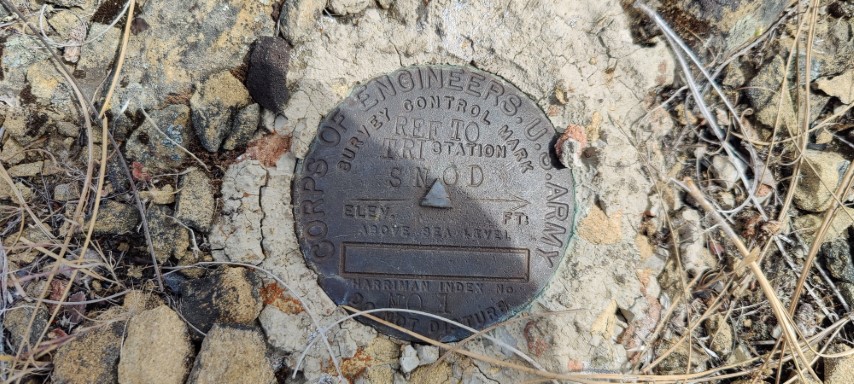 CORPS OF ENGINEERS, U.S. ARMY
SURVEY CONTROL MARK
REF TO
TRI STATION
SNOD
ELEV. FT.
ABOVE SEA LEVEL
HARRIMAN INDEX NO.
NO 1
DO NOT DISTURB